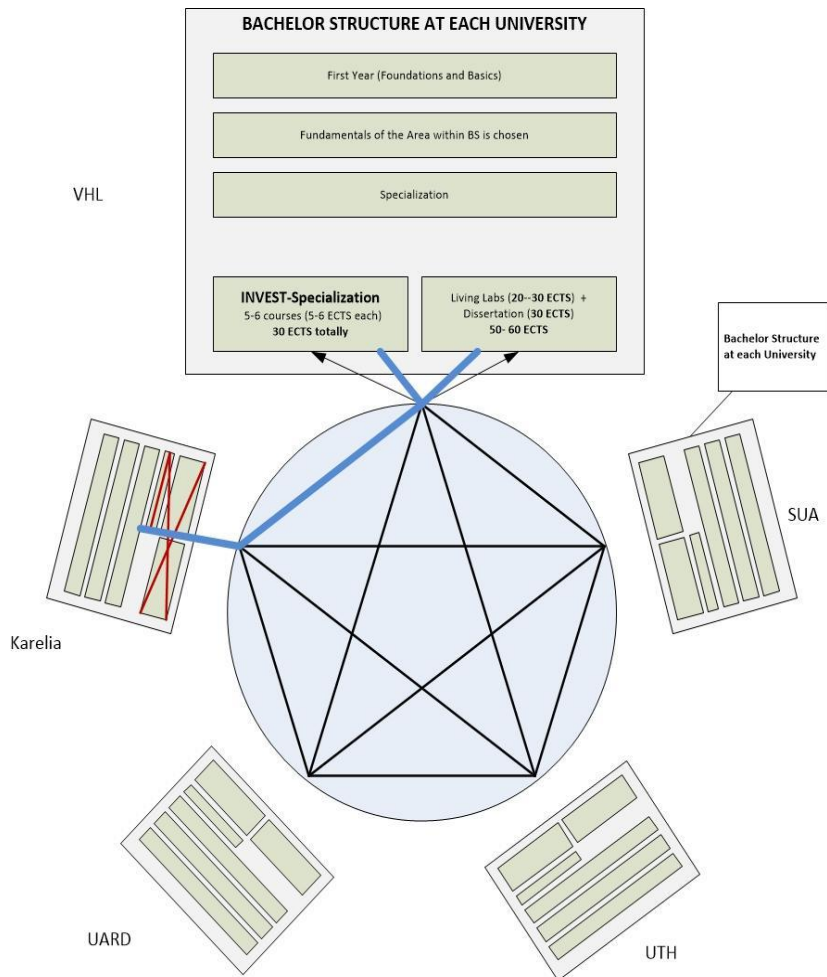 BACHELOR STRUCTURE AT EACH UNIVERSITY
First Year (Foundations and Basics)
Fundamentals of the Area within BS is chosen
Specialization
VHL
INVEST-Specialization
5-6 courses (5-6 ECTS each)
30 ECTS totally
Living Labs (20--30 ECTS) +
Dissertation (30 ECTS)
50- 60 ECTS
Bachelor Structure
at each University
SUA
Karelia
UARD
UTH